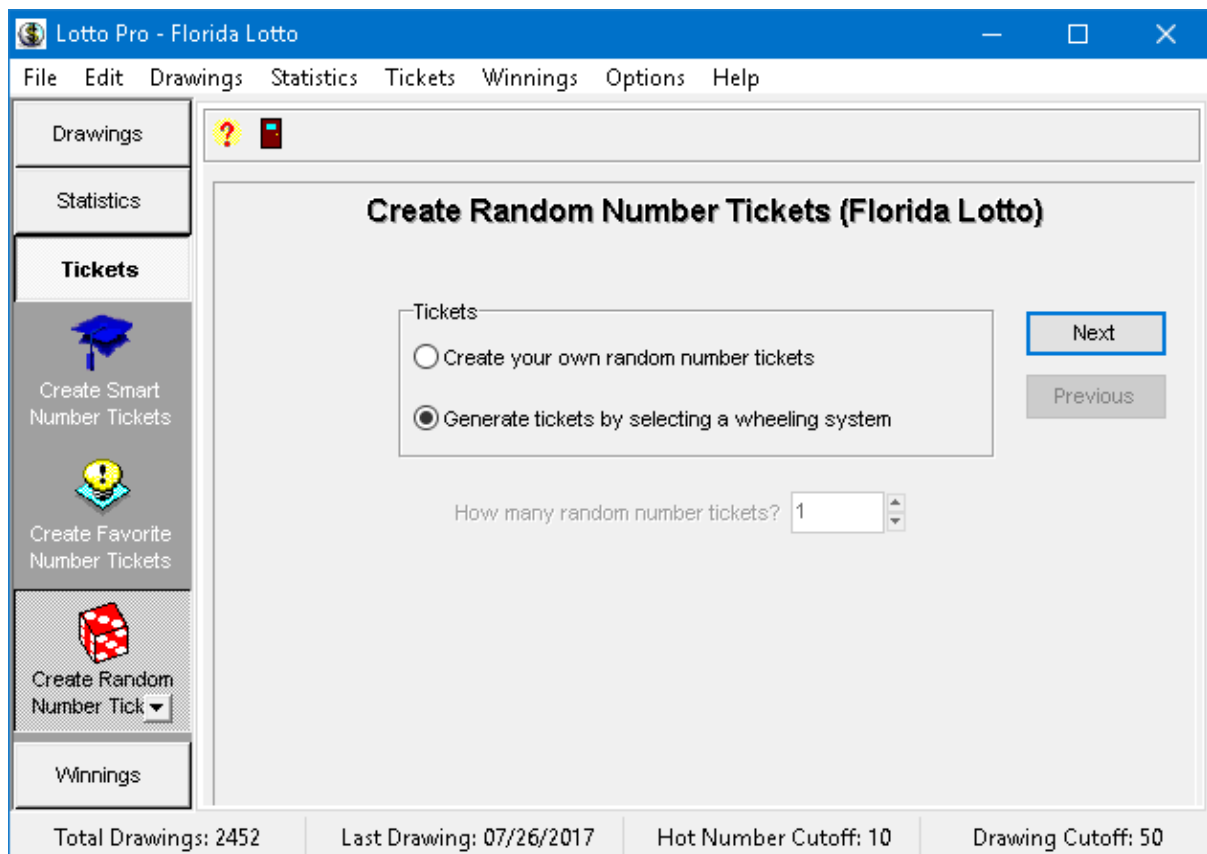 Lotto Pro - Florida Lotto
File Edit Drawings Statistics Tickets Winnings Options Help
Drawings
Statistics
Tickets
Create Smart
Number Tickets
Create Favorite
Number Tickets
Create Random
Number Tick
Winnings
Create Random Number Tickets (Florida Lotto)
Tickets
Create your own random number tickets
Generate tickets by selecting a wheeling system
How many random number tickets? 1
Next
Previous
Total Drawings: 2452 Last Drawing: 07/26/2017 Hot Number Cutoff: 10 Drawing Cutoff: 50